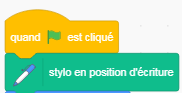 quand est cliqué
stylo en position d'écriture